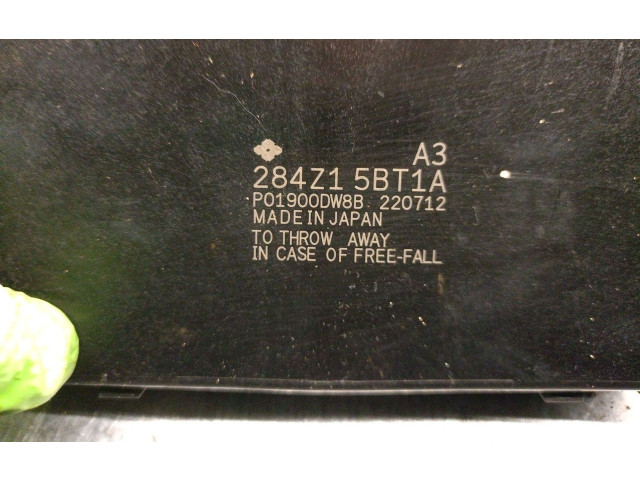 A3
284Z1 5BT1A
P01900DW8B 220712
MADE IN JAPAN
TO THROW AWAY
IN CASE OF FREE-FALL